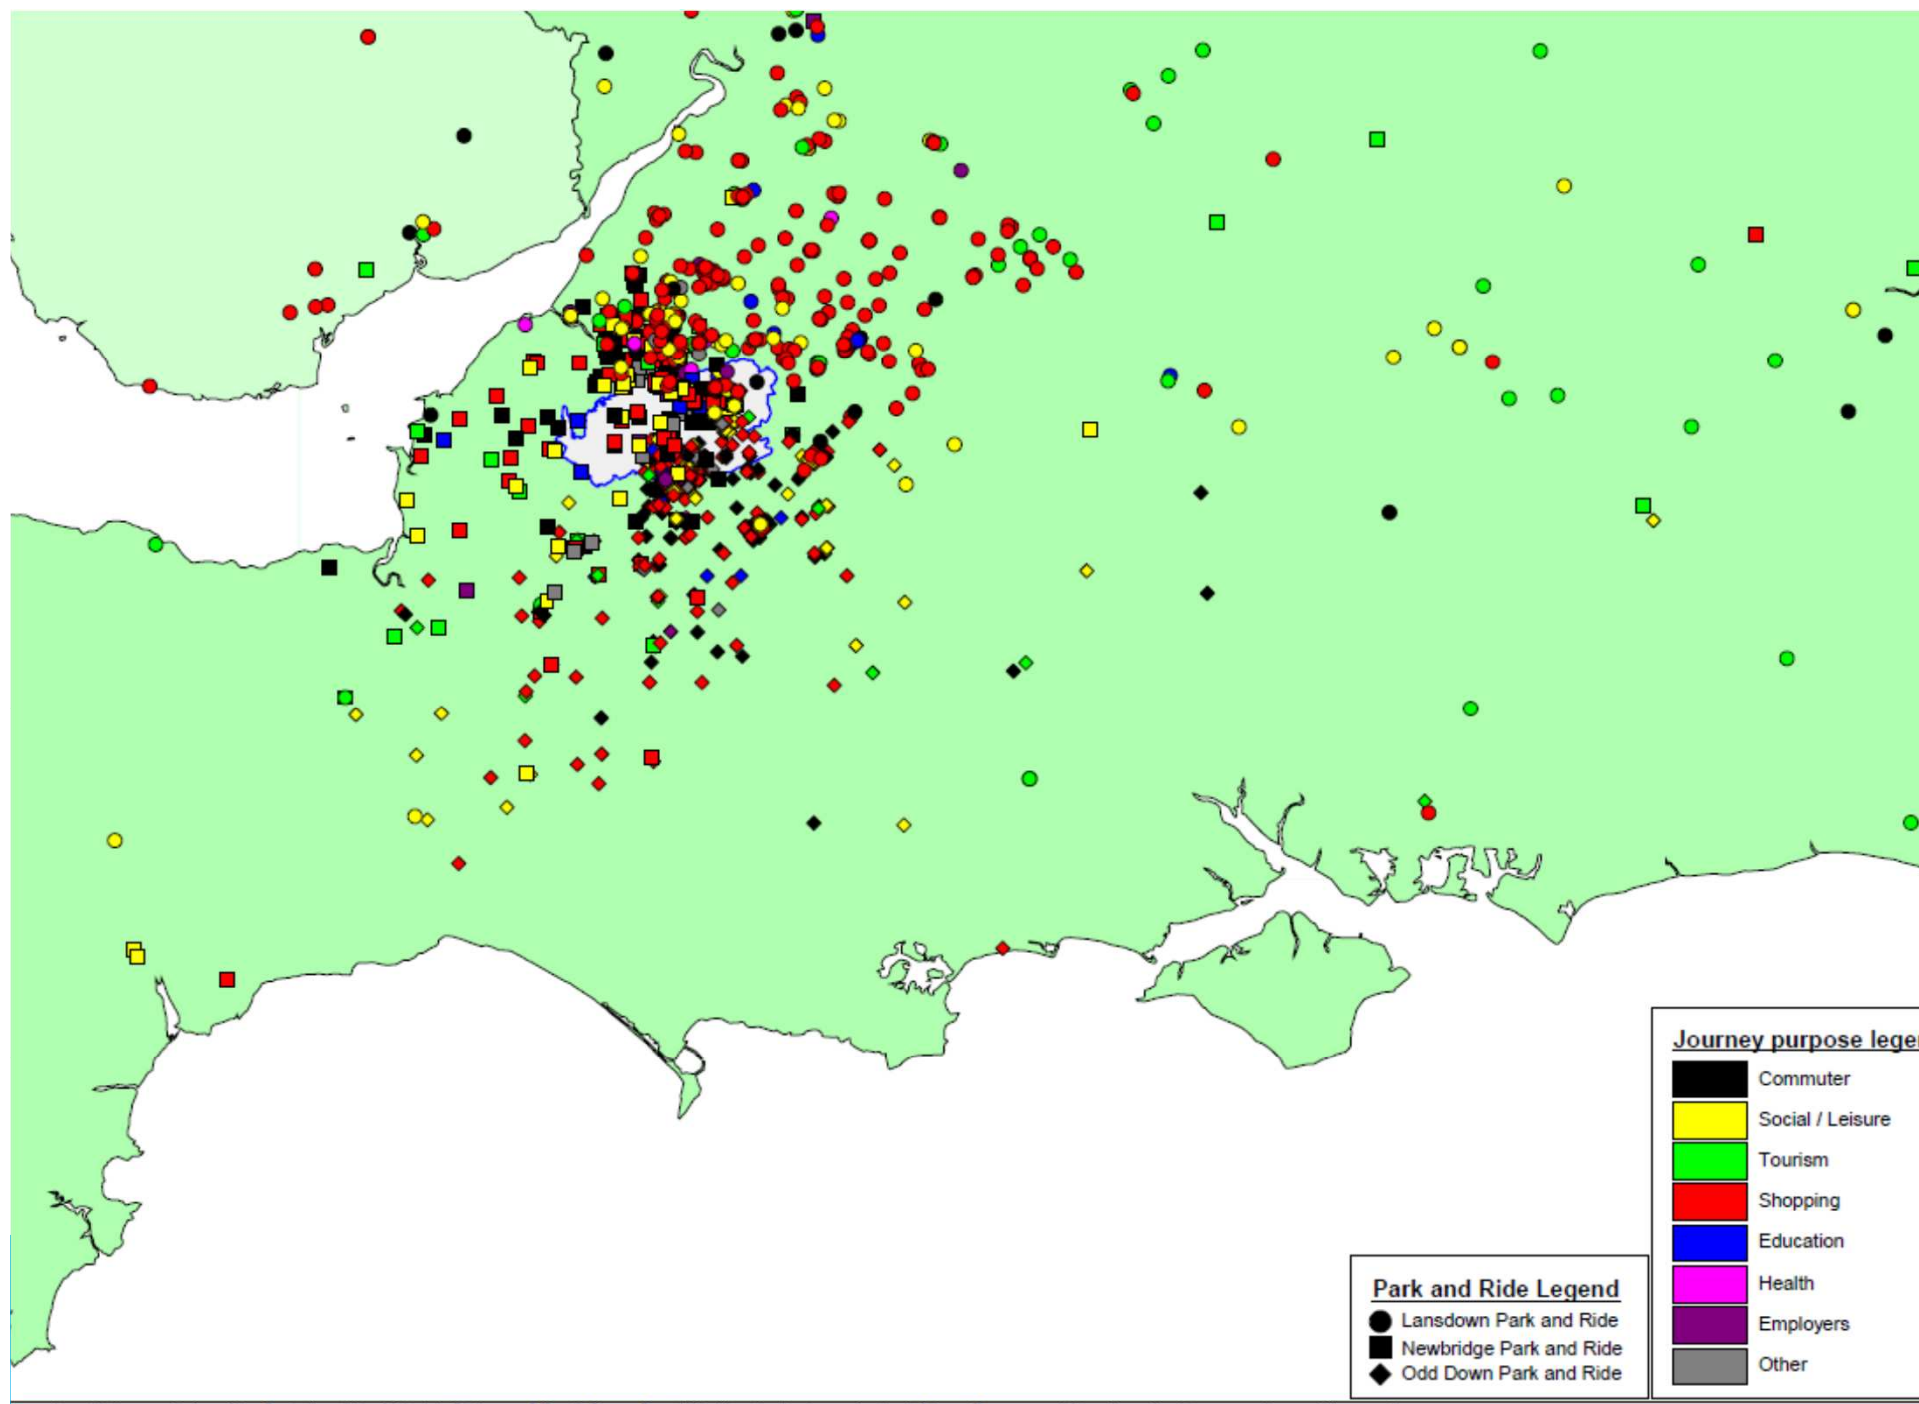 Journey purpose lege
Commuter
Social / Leisure
Tourism
Shopping
Education
Health
Employers
Other
Park and Ride Legend
Lansdown Park and Ride
Newbridge Park and Ride
Odd Down Park and Ride